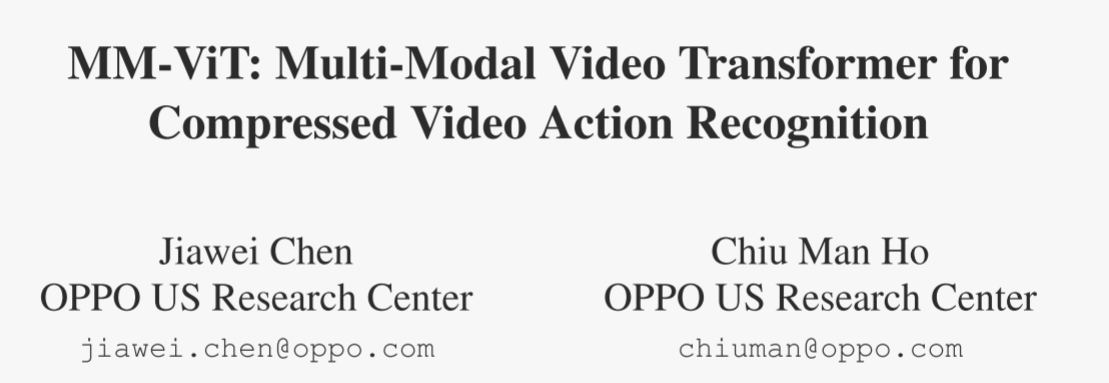 MM-ViT: Multi-Modal Video Transformer for
Compressed Video Action Recognition
Jiawei Chen
OPPO US Research Center
jiawei.chen@oppo.com
Chiu Man Ho
OPPO US Research Center
chiuman@oppo.com